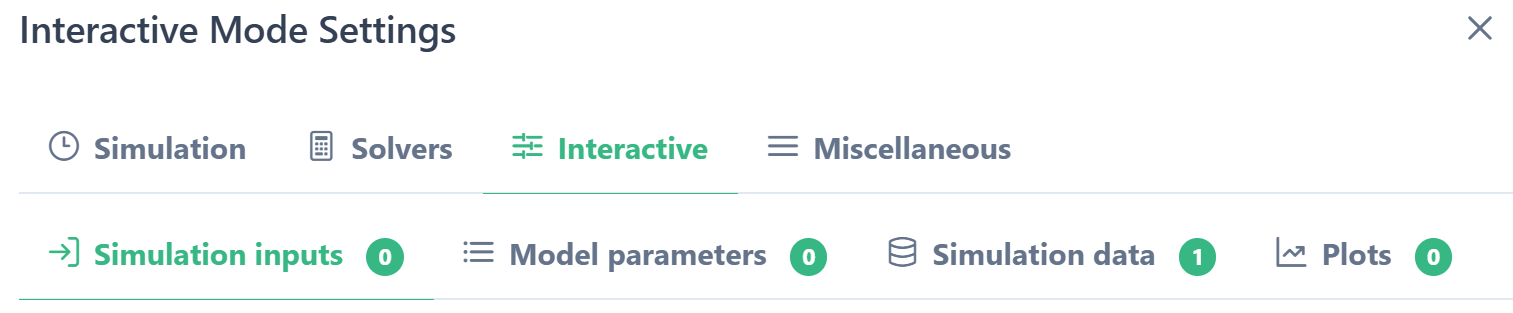 Interactive Mode Settings
Simulation Solvers Interactive Miscellaneous
Simulation inputs 0 Model parameters 0 Simulation data 1 Plots 0